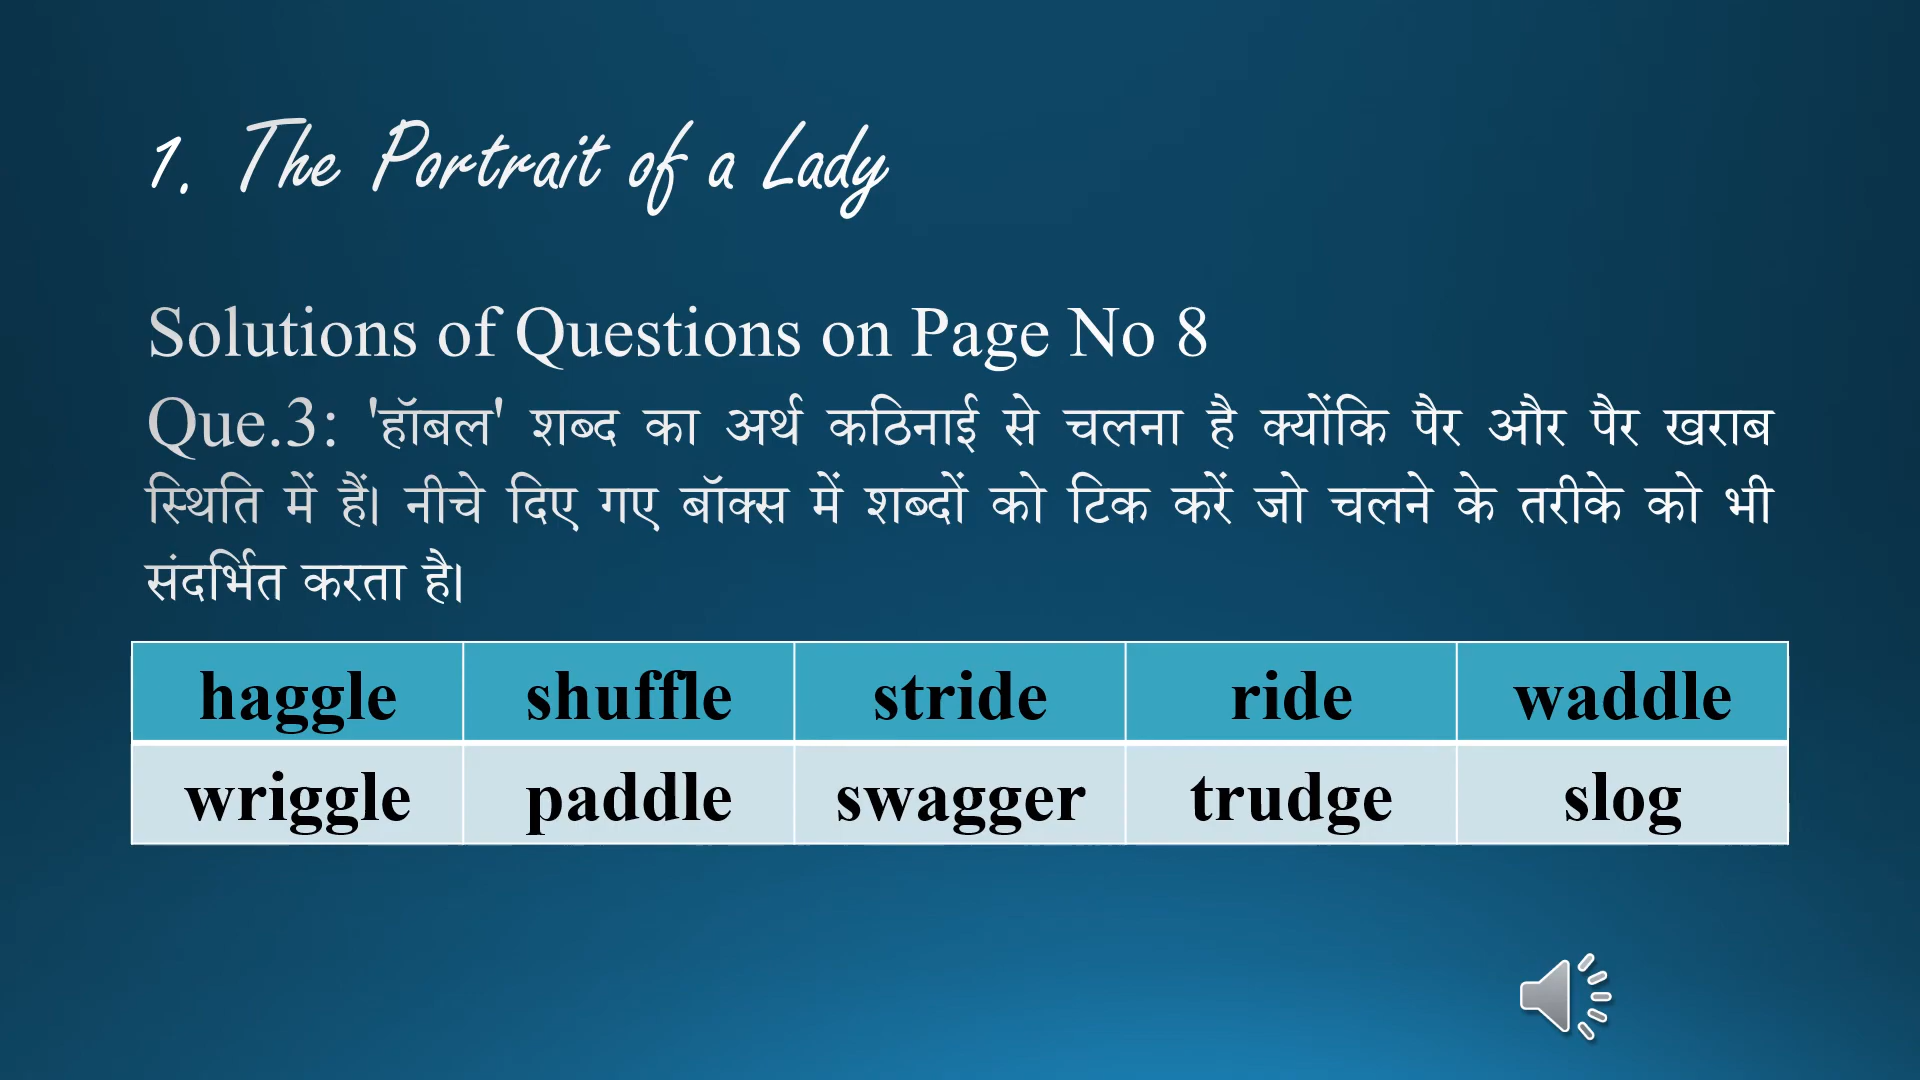 1. The Portrait of a Lady
Solutions of Questions on Page No 8
Que.3: 'हॉबल' शब्द का अर्थ कठिनाई से चलना है क्योंकि पैर और पैर खराब
स्थिति में हैं। नीचे दिए गए बॉक्स में शब्दों को टिक करें जो चलने के तरीके को भी
संदर्भित करता है।
haggle shuffle stride ride waddle
wriggle paddle swagger trudge slog